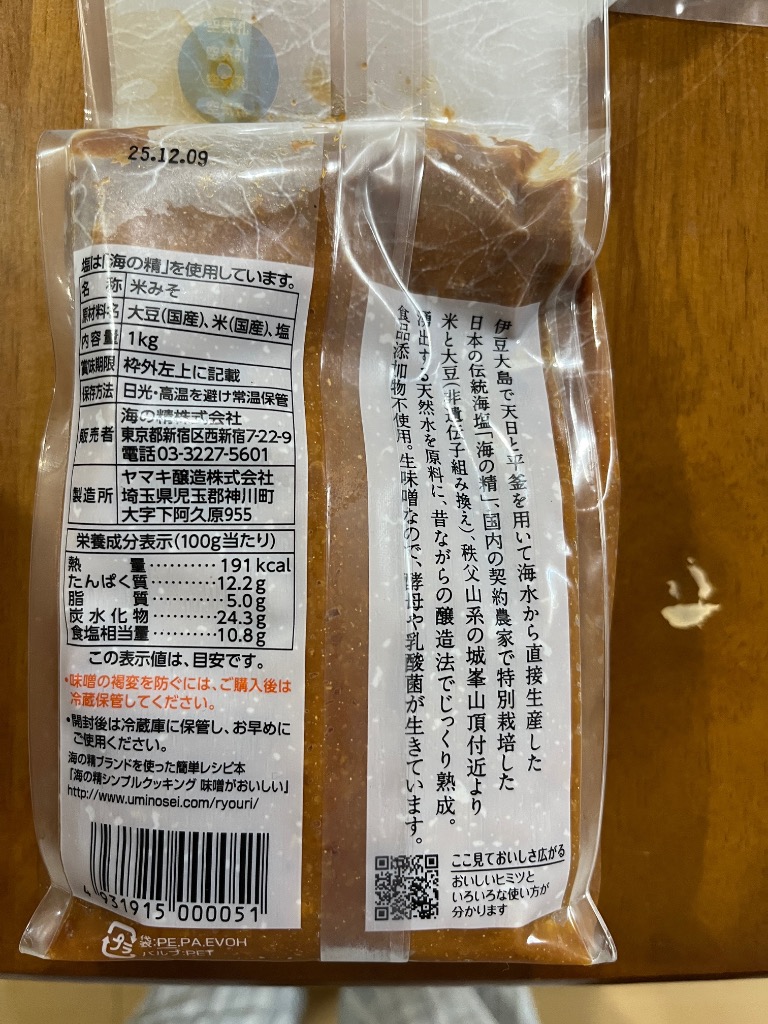 25.12.09
塩は「海の精」を使用しています。
名 称 米みそ
原材料名 大豆(国産)、米(国産)、塩
内容量 1kg
賞味期限 枠外左上に記載
保存方法 日光・高温を避け常温保管
販売者 海の精株式会社
東京都新宿区西新宿7-22-9
電話03-3227-5601
製造所 ヤマキ醸造株式会社
埼玉県児玉郡神川町
大字下阿久原955
栄養成分表示(100g当たり)
熱 量 ·········· 191kcal
たんぱく質 ·········· 12.2g
脂 質 ·········· 5.0g
炭水化物 ·········· 24.3g
食塩相当量 ·········· 10.8g
この表示値は、目安です。
・味噌の褐変を防ぐには、ご購入後は
冷蔵保管してください。
・開封後は冷蔵庫に保管し、お早めに
ご使用ください。
海の精ブランドを使った簡単レシピ本
「海の精シンプルクッキング 味噌がおいしい」
http://www.uminosei.com/ryouri/
4 931915 000051
プラ
袋:PE,PA,EVOH
バルブ:PET
伊豆大島で天日と平釜を用いて海水から直接生産した
日本の伝統海塩「海の精」、国内の契約農家で特別栽培した
米と大豆(非遺伝子組み換え)、秩父山系の城峯山頂付近より
湧出する天然水を原料に、昔ながらの醸造法でじっくり熟成。
食品添加物不使用。生味噌なので、酵母や乳酸菌が生きています。
ここ見ておいしさ広がる
おいしいヒミツと
いろいろな使い方が
分かります